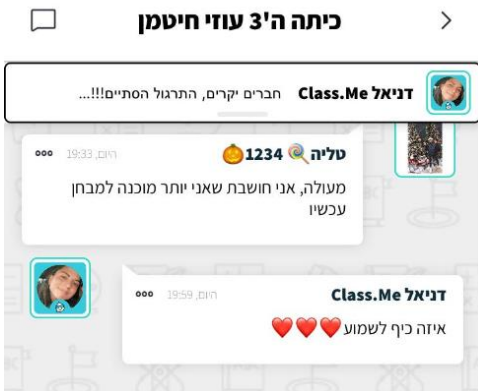 כיתה ה'3 עוזי חיטמן
דניאל Class.Me חברים יקרים, התרגול הסתיים!!!...
טליה🍭1234🎃
היום, 19:33
מעולה, אני חושבת שאני יותר מוכנה למבחן
עכשיו
דניאל Class.Me
היום, 19:59
איזה כיף לשמוע❤️❤️❤️